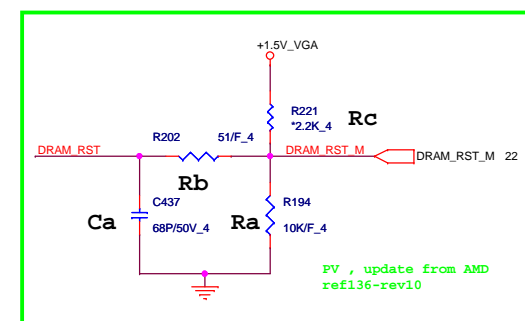 +1.5V_VGA
R221
*2.2K_4
Rc
R202
51/F_4
DRAM_RST
DRAM_RST_M
DRAM_RST_M 22
Rb
C437
68P/50V_4
Ca
Ra
R194
10K/F_4
PV , update from AMD
ref136-rev10